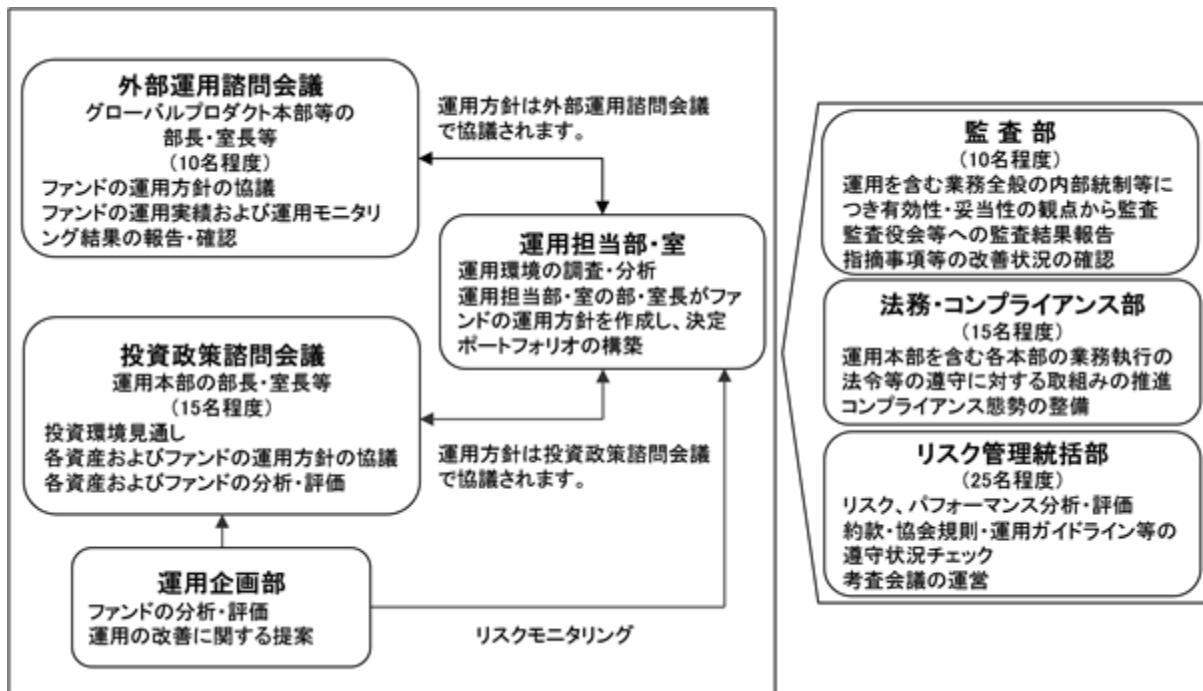 外部運用諮問会議
グローバルプロダクト本部等の
部長・室長等
(10名程度)
ファンドの運用方針の協議
ファンドの運用実績および運用モニタリ
ング結果の報告・確認
運用方針は外部運用諮問会議
で協議されます。
運用担当部・室
運用環境の調査・分析
運用担当部・室の部・室長がファ
ンドの運用方針を作成し、決定
ポートフォリオの構築
投資政策諮問会議
運用本部の部長・室長等
(15名程度)
投資環境見通し
各資産およびファンドの運用方針の協議
各資産およびファンドの分析・評価
運用方針は投資政策諮問会議
で協議されます。
運用企画部
ファンドの分析・評価
運用の改善に関する提案
リスクモニタリング
監 査 部
(10名程度)
運用を含む業務全般の内部統制等に
つき有効性・妥当性の観点から監査
監査役会等への監査結果報告
指摘事項等の改善状況の確認
法務・コンプライアンス部
(15名程度)
運用本部を含む各本部の業務執行の
法令等の遵守に対する取組みの推進
コンプライアンス態勢の整備
リスク管理統括部
(25名程度)
リスク、パフォーマンス分析・評価
約款・協会規則・運用ガイドライン等の
遵守状況チェック
考査会議の運営